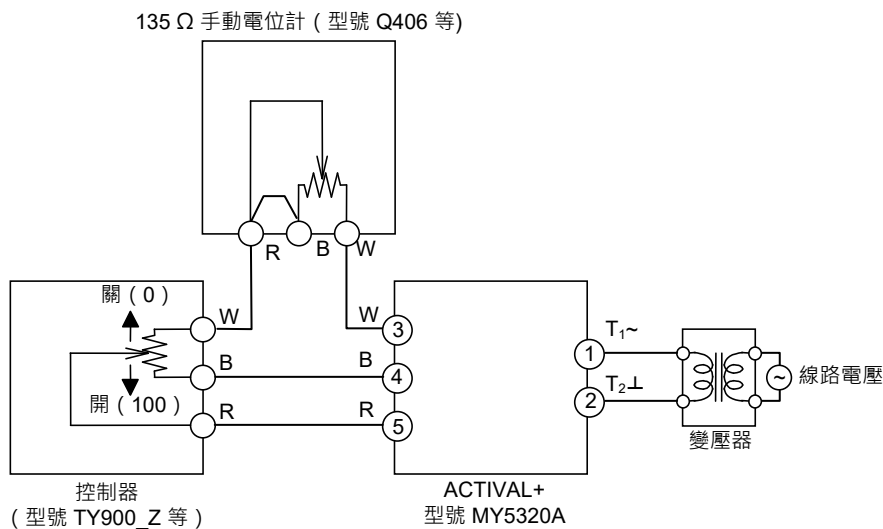 135 Ω 手動電位計（型號 Q406 等)
R
B
W
關（0）
開（100）
W
B
R
W
B
R
3
4
5
1
2
T₁~
T₂⊥
~
線路電壓
變壓器
控制器
（型號 TY900_Z 等）
ACTIVAL+
型號 MY5320A